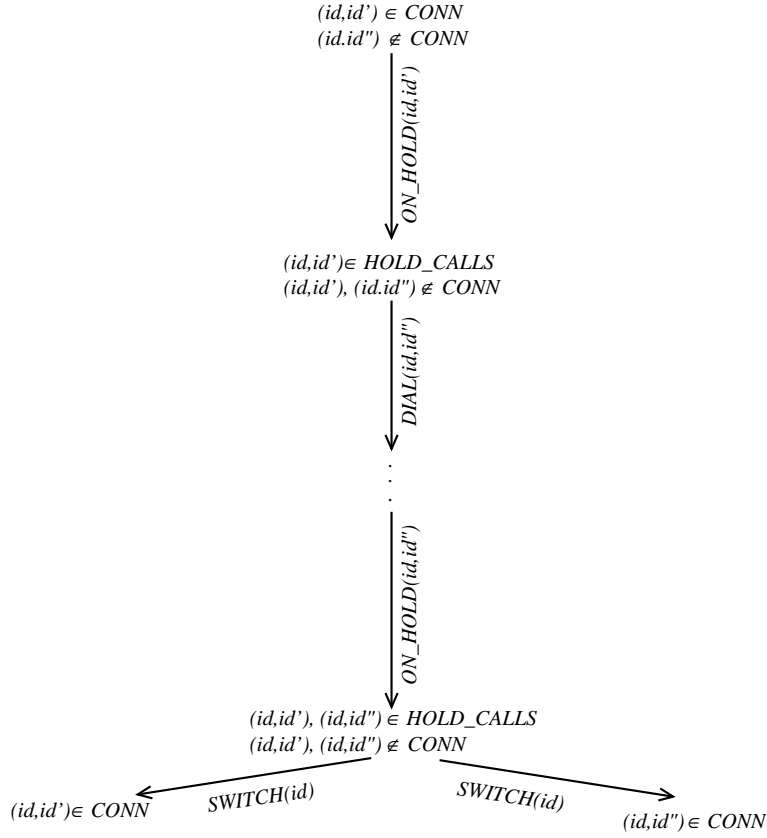 (id,id') ∈ CONN
(id.id") ∉ CONN
ON_HOLD(id,id')
(id,id')∈ HOLD_CALLS
(id,id'), (id.id") ∉ CONN
DIAL(id,id")
.
.
.
ON_HOLD(id,id")
(id,id'), (id,id") ∈ HOLD_CALLS
(id,id'), (id,id") ∉ CONN
SWITCH(id)
SWITCH(id)
(id,id')∈ CONN
(id,id") ∈ CONN